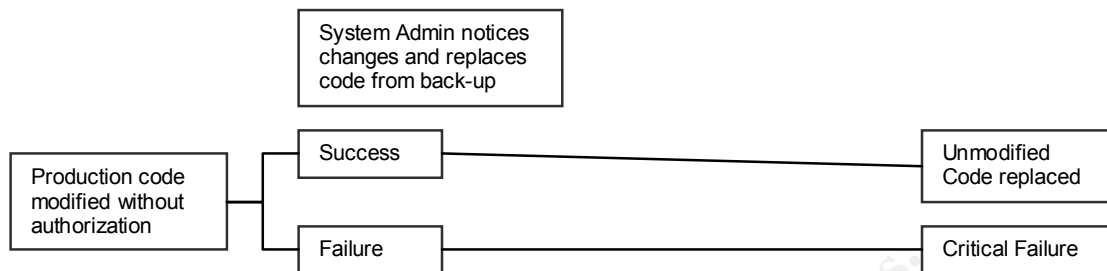 System Admin notices
changes and replaces
code from back-up
Success
Unmodified
Code replaced
Production code
modified without
authorization
Failure
Critical Failure